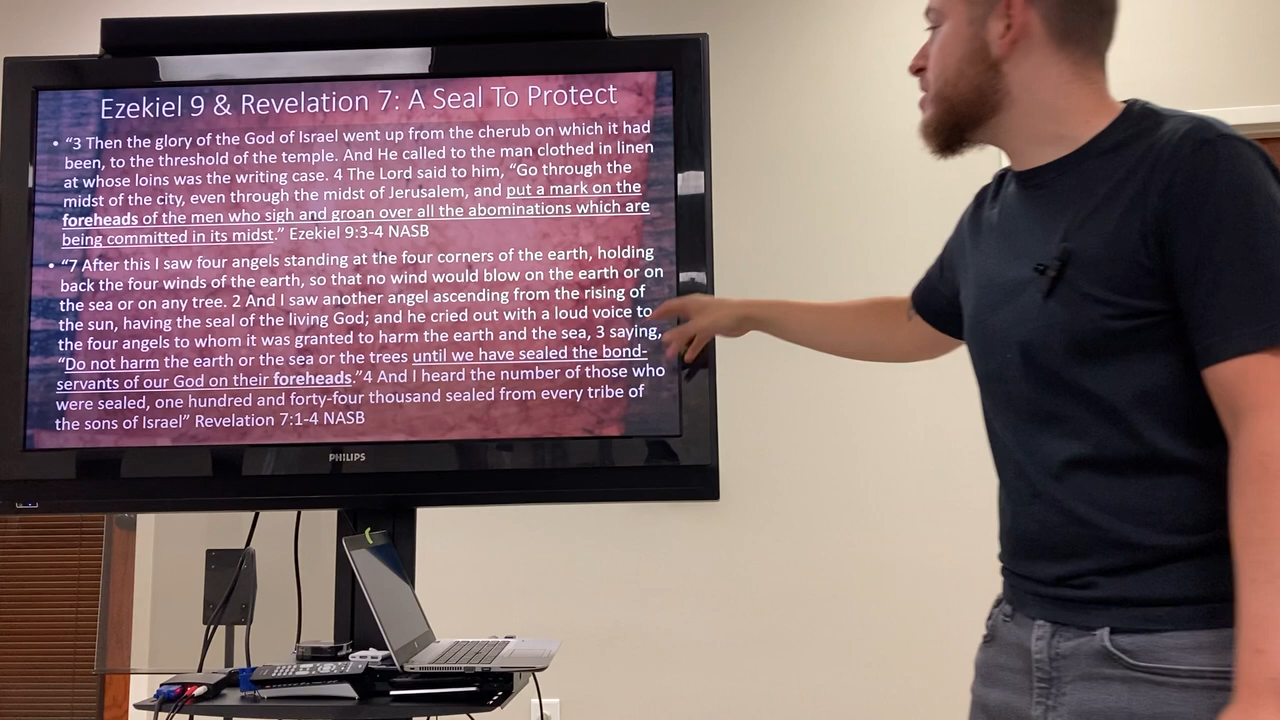 Ezekiel 9 & Revelation 7: A Seal To Protect
• “3 Then the glory of the God of Israel went up from the cherub on which it had
been, to the threshold of the temple. And He called to the man clothed in linen
at whose loins was the writing case. 4 The Lord said to him, “Go through the
midst of the city, even through the midst of Jerusalem, and put a mark on the
foreheads of the men who sigh and groan over all the abominations which are
being committed in its midst.” Ezekiel 9:3-4 NASB
• “7 After this I saw four angels standing at the four corners of the earth, holding
back the four winds of the earth, so that no wind would blow on the earth or on
the sea or on any tree. 2 And I saw another angel ascending from the rising of
the sun, having the seal of the living God; and he cried out with a loud voice to
the four angels to whom it was granted to harm the earth and the sea, 3 saying,
“Do not harm the earth or the sea or the trees until we have sealed the bond-
servants of our God on their foreheads.”4 And I heard the number of those who
were sealed, one hundred and forty-four thousand sealed from every tribe of
the sons of Israel” Revelation 7:1-4 NASB
PHILIPS